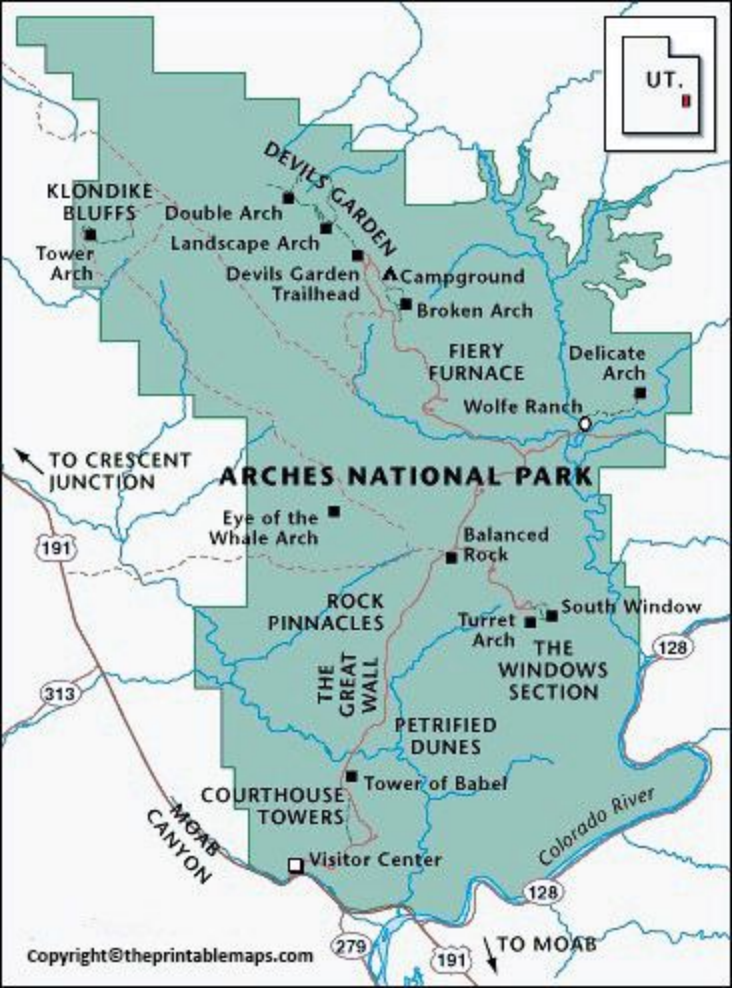 UT.
DEVILS GARDEN
KLONDIKE
BLUFFS
Double Arch
Landscape Arch
Tower
Arch
Devils Garden
Trailhead
Campground
Broken Arch
FIERY
FURNACE
Delicate
Arch
Wolfe Ranch
TO CRESCENT
JUNCTION
ARCHES NATIONAL PARK
Eye of the
Whale Arch
191
Balanced
Rock
ROCK
PINNACLES
South Window
Turret
Arch
THE
WINDOWS
SECTION
128
THE
GREAT
WALL
313
PETRIFIED
DUNES
Tower of Babel
COURTHOUSE
TOWERS
MOAB
CANYON
Colorado River
Visitor Center
128
279
191
TO MOAB
Copyright©theprintablemaps.com